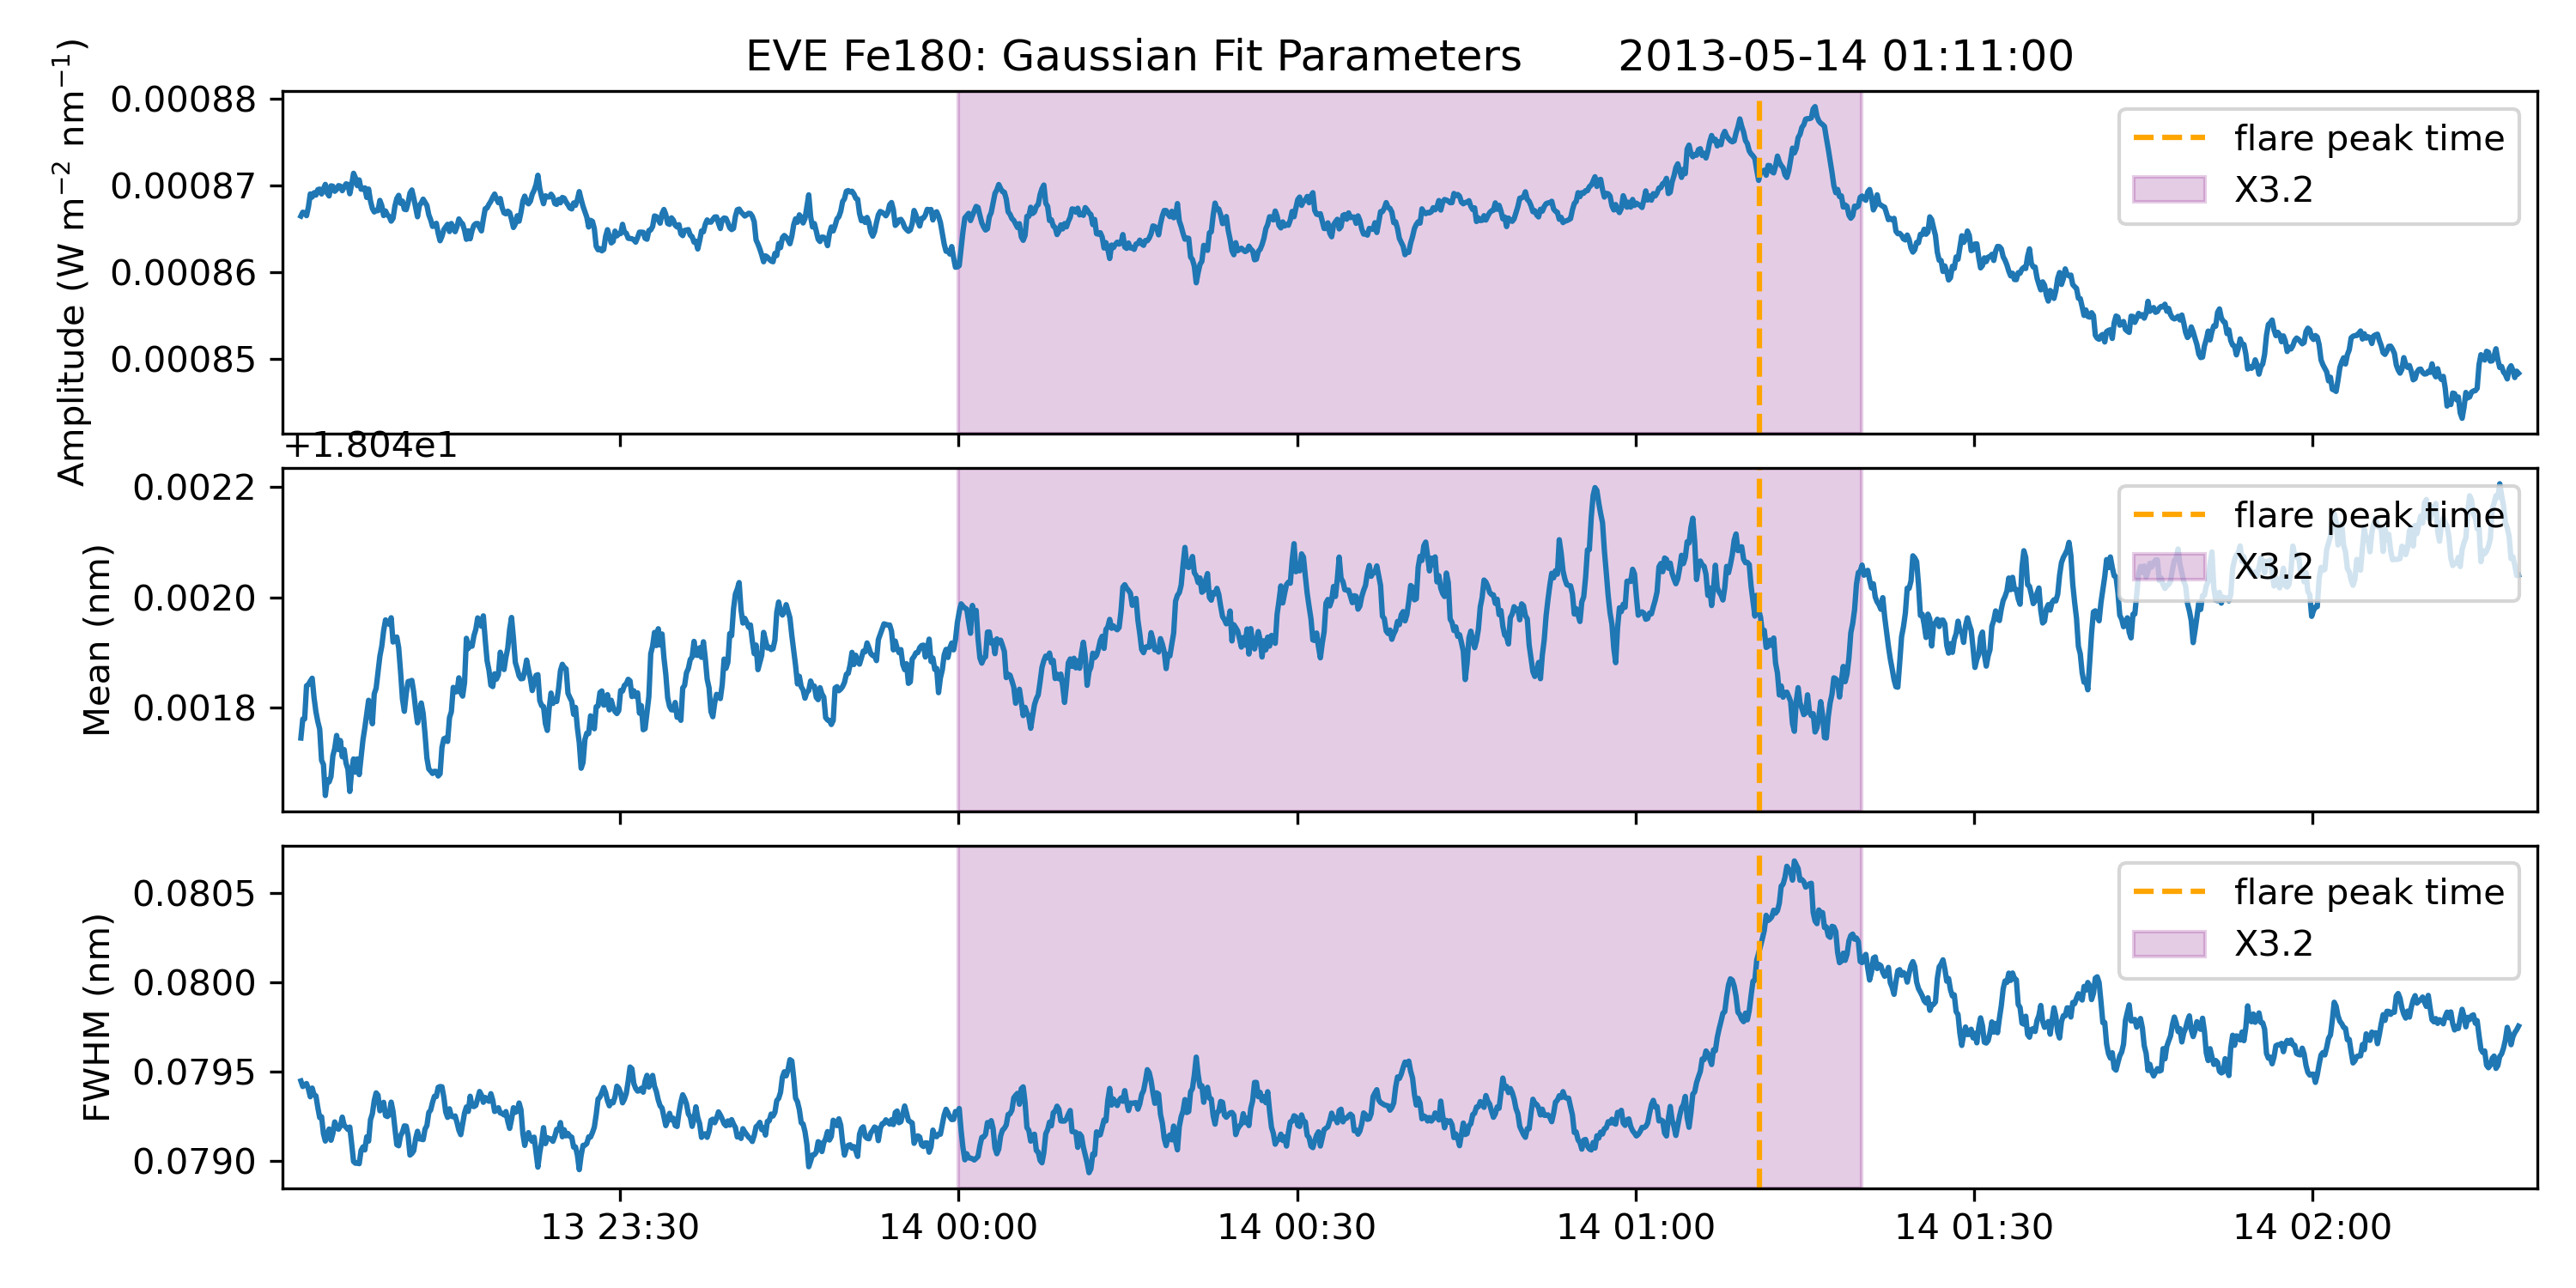 EVE Fe180: Gaussian Fit Parameters 2013-05-14 01:11:00
Amplitude (W m⁻² nm⁻¹)
0.00088
0.00087
0.00086
0.00085
flare peak time
X3.2
+1.804e1
Mean (nm)
0.0022
0.0020
0.0018
flare peak time
X3.2
FWHM (nm)
0.0805
0.0800
0.0795
0.0790
flare peak time
X3.2
13 23:30 14 00:00 14 00:30 14 01:00 14 01:30 14 02:00